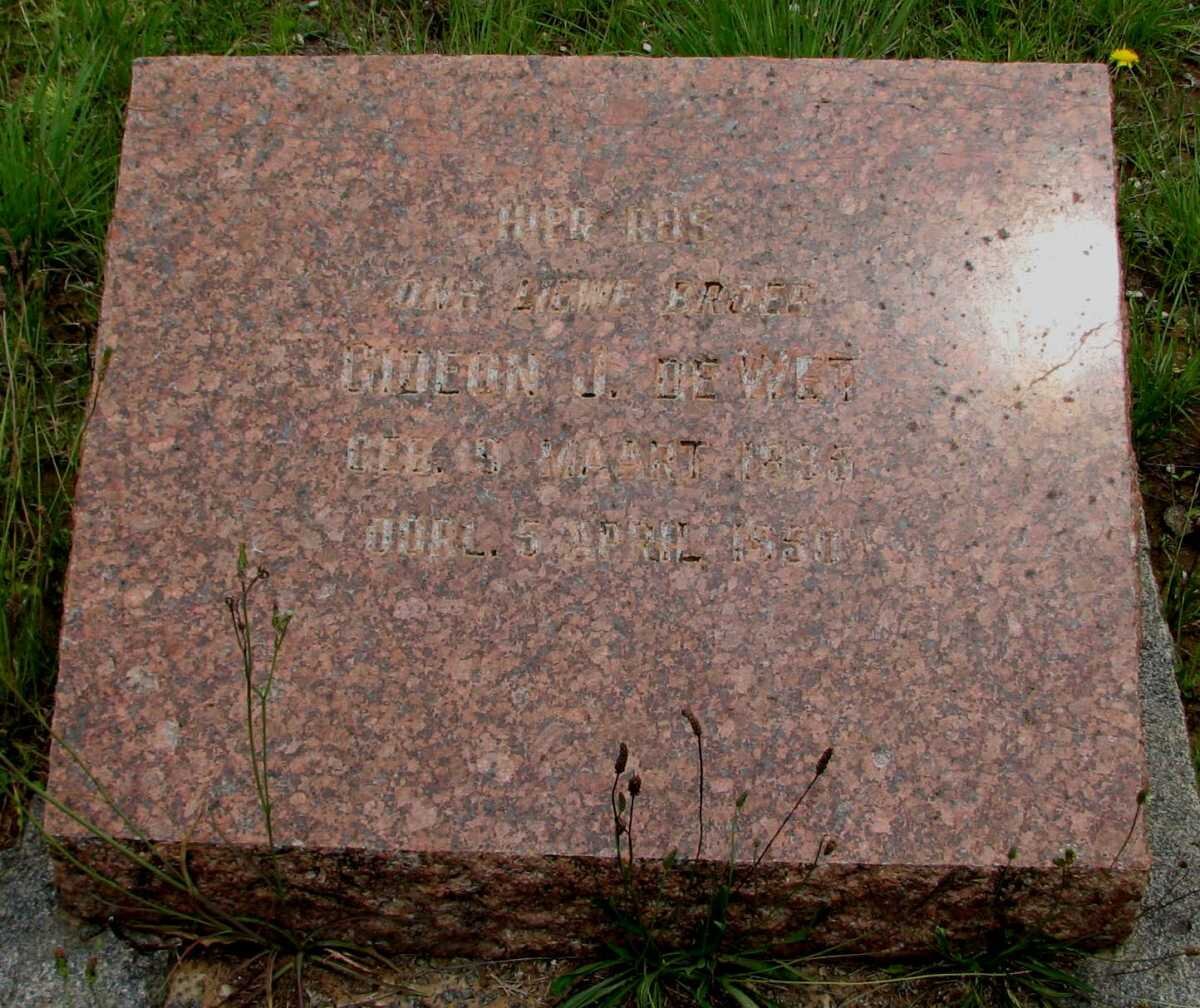 HIER RUS
ONS LIEWE BROER
GIDEON J. DE WET
GEB. 9 MAART
OORL. 5 APRIL 1950